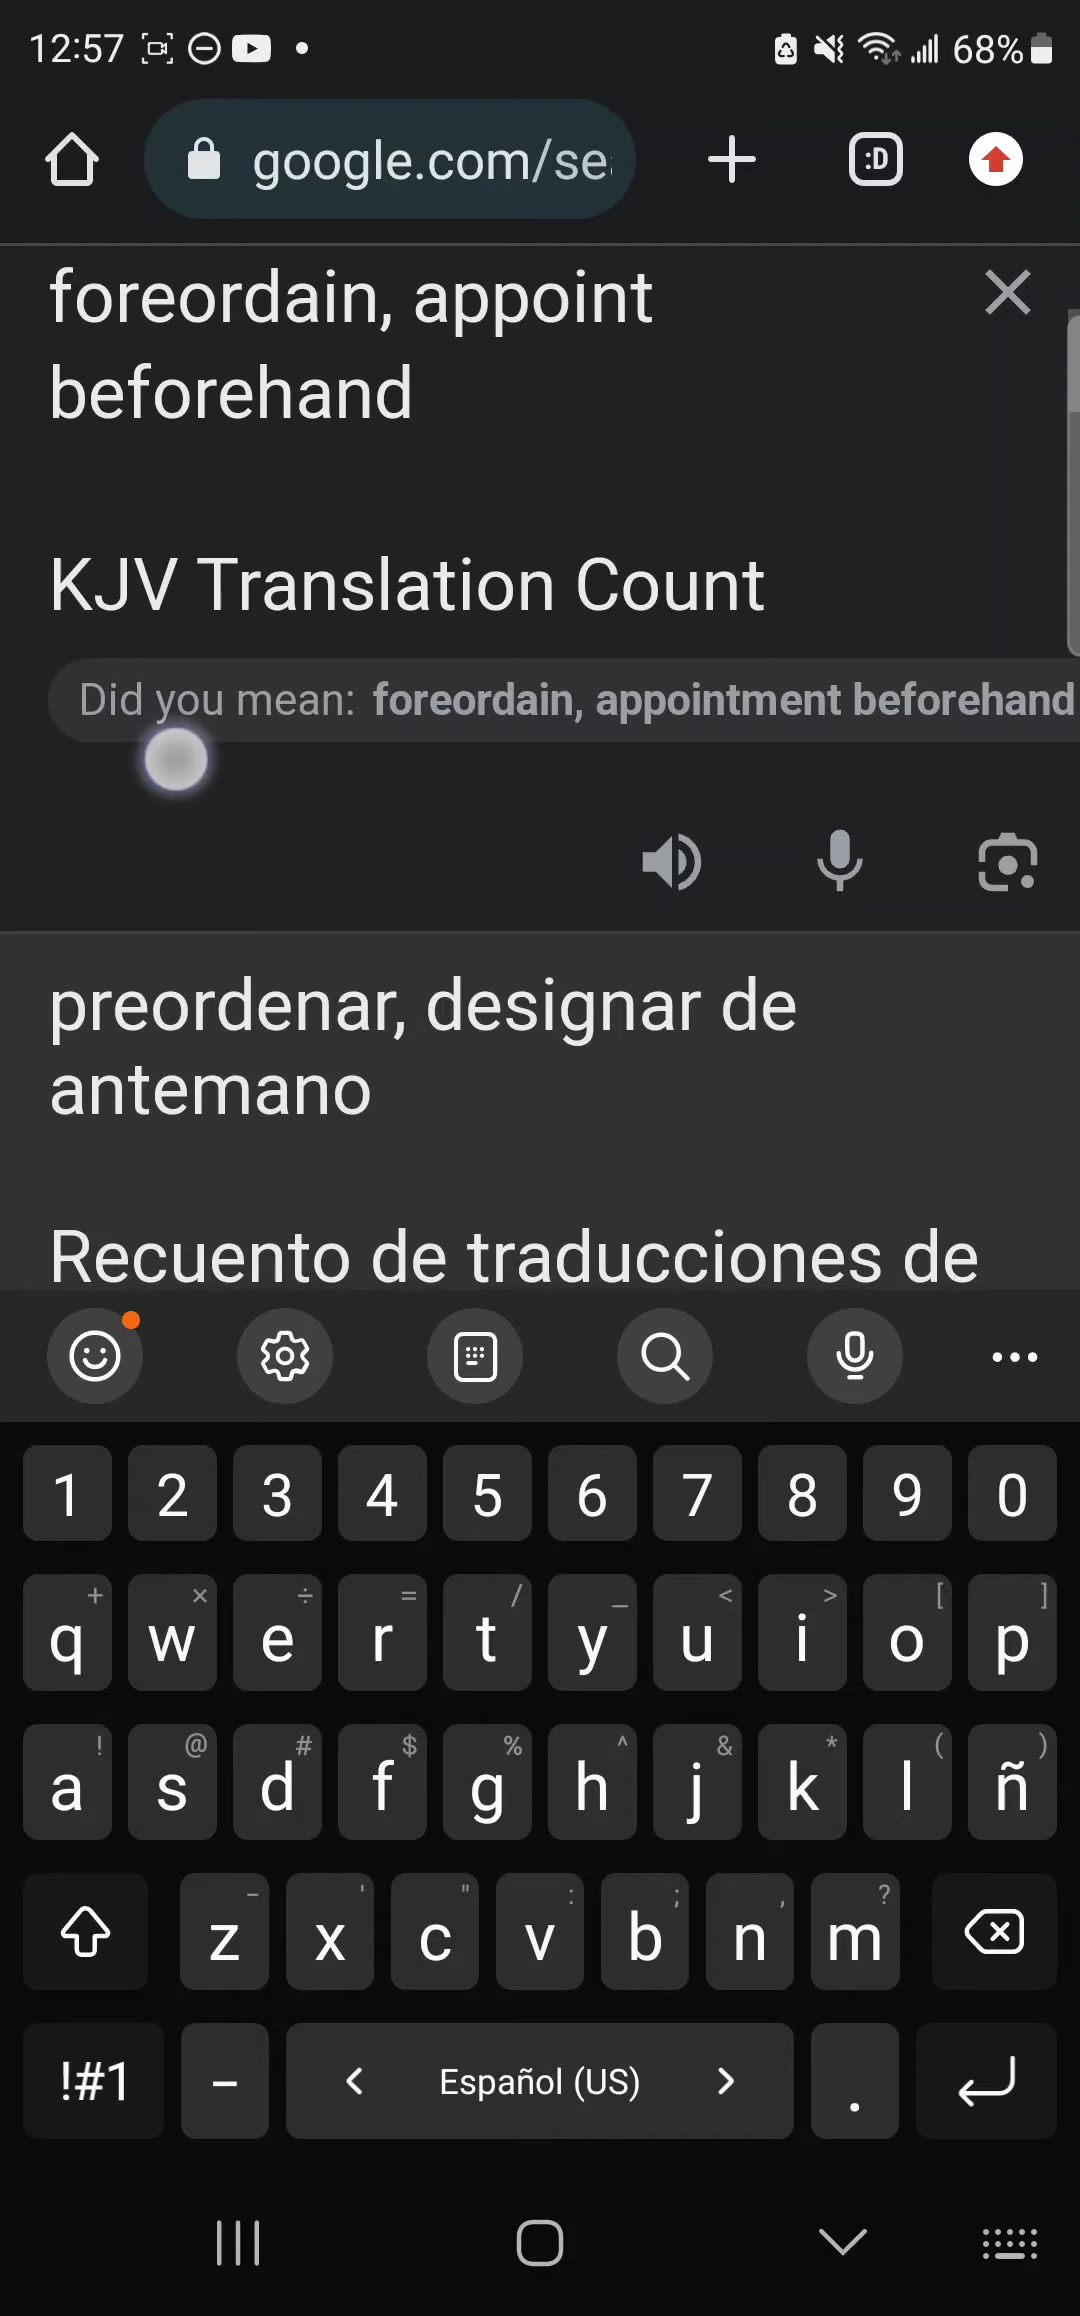 12:57
68%
google.com/se
:D
foreordain, appoint
beforehand
KJV Translation Count
Did you mean: foreordain, appointment beforehand
preordenar, designar de
antemano
Recuento de traducciones de
1 2 3 4 5 6 7 8 9 0
+ × ÷ = / _ < > [ ]
q w e r t y u i o p
! @ # $ % ^ & * ( )
a s d f g h j k l ñ
- ' " : ; , ?
z x c v b n m
!#1 - < Español (US) > .